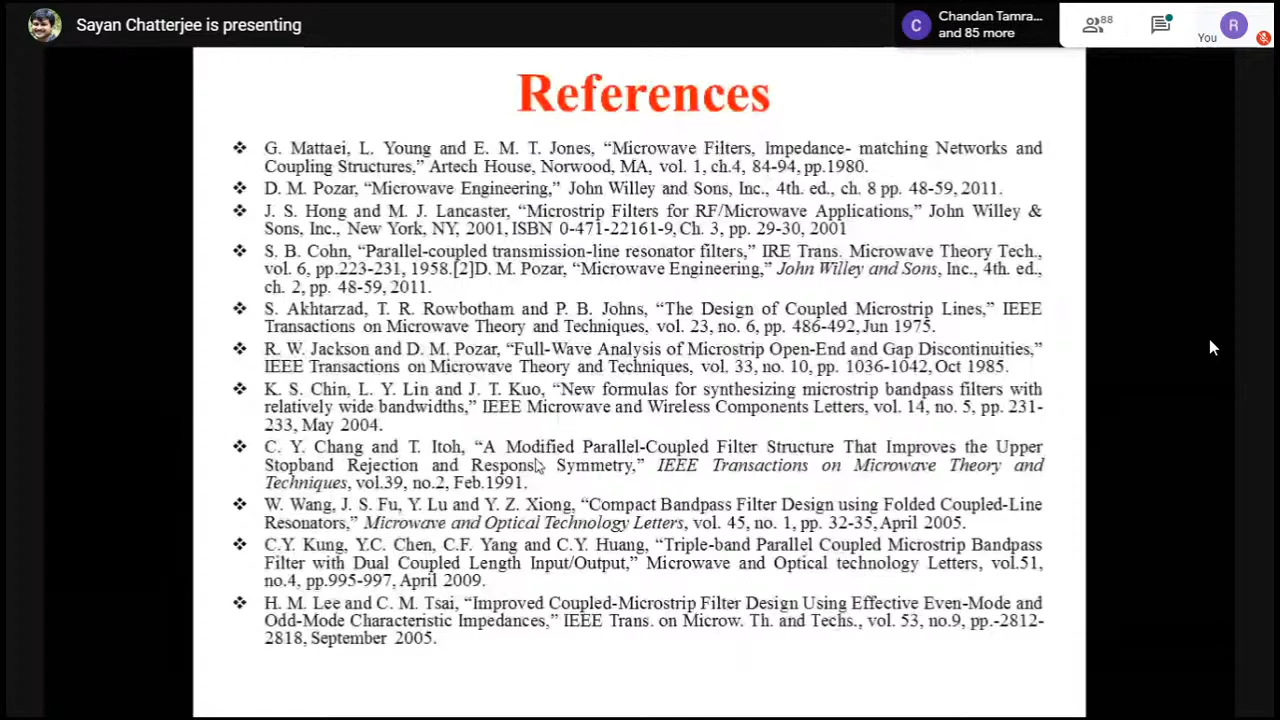 Sayan Chatterjee is presenting
C
Chandan Tamra...
and 85 more
88
You
R
References
❖ G. Mattaei, L. Young and E. M. T. Jones, “Microwave Filters, Impedance- matching Networks and
Coupling Structures,” Artech House, Norwood, MA, vol. 1, ch.4, 84-94, pp.1980.
❖ D. M. Pozar, “Microwave Engineering,” John Willey and Sons, Inc., 4th. ed., ch. 8 pp. 48-59, 2011.
❖ J. S. Hong and M. J. Lancaster, “Microstrip Filters for RF/Microwave Applications,” John Willey &
Sons, Inc., New York, NY, 2001, ISBN 0-471-22161-9, Ch. 3, pp. 29-30, 2001
❖ S. B. Cohn, “Parallel-coupled transmission-line resonator filters,” IRE Trans. Microwave Theory Tech.,
vol. 6, pp.223-231, 1958.[2]D. M. Pozar, “Microwave Engineering,” John Willey and Sons, Inc., 4th. ed.,
ch. 2, pp. 48-59, 2011.
❖ S. Akhtarzad, T. R. Rowbotham and P. B. Johns, “The Design of Coupled Microstrip Lines,” IEEE
Transactions on Microwave Theory and Techniques, vol. 23, no. 6, pp. 486-492, Jun 1975.
❖ R. W. Jackson and D. M. Pozar, “Full-Wave Analysis of Microstrip Open-End and Gap Discontinuities,”
IEEE Transactions on Microwave Theory and Techniques, vol. 33, no. 10, pp. 1036-1042, Oct 1985.
❖ K. S. Chin, L. Y. Lin and J. T. Kuo, “New formulas for synthesizing microstrip bandpass filters with
relatively wide bandwidths,” IEEE Microwave and Wireless Components Letters, vol. 14, no. 5, pp. 231-
233, May 2004.
❖ C. Y. Chang and T. Itoh, “A Modified Parallel-Coupled Filter Structure That Improves the Upper
Stopband Rejection and Response Symmetry,” IEEE Transactions on Microwave Theory and
Techniques, vol.39, no.2, Feb.1991.
❖ W. Wang, J. S. Fu, Y. Lu and Y. Z. Xiong, “Compact Bandpass Filter Design using Folded Coupled-Line
Resonators,” Microwave and Optical Technology Letters, vol. 45, no. 1, pp. 32-35, April 2005.
❖ C.Y. Kung, Y.C. Chen, C.F. Yang and C.Y. Huang, “Triple-band Parallel Coupled Microstrip Bandpass
Filter with Dual Coupled Length Input/Output,” Microwave and Optical technology Letters, vol.51,
no.4, pp.995-997, April 2009.
❖ H. M. Lee and C. M. Tsai, “Improved Coupled-Microstrip Filter Design Using Effective Even-Mode and
Odd-Mode Characteristic Impedances,” IEEE Trans. on Microw. Th. and Techs., vol. 53, no.9, pp.-2812-
2818, September 2005.